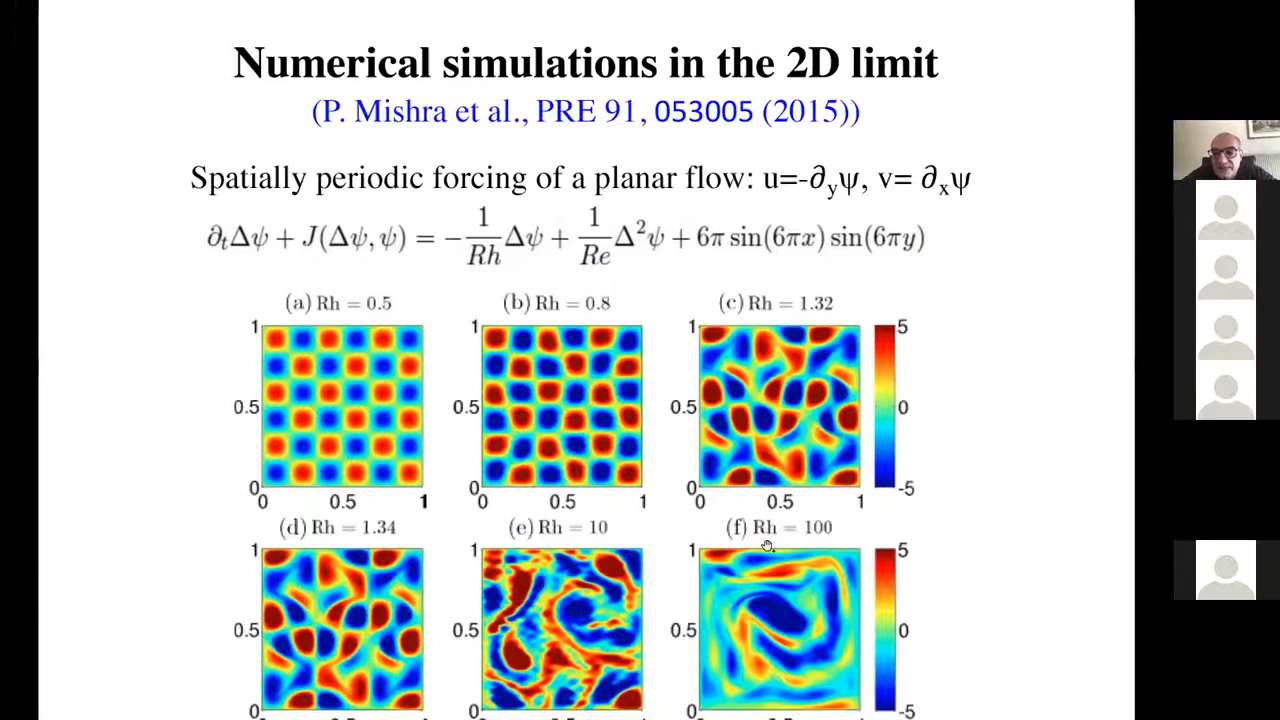 Numerical simulations in the 2D limit
(P. Mishra et al., PRE 91, 053005 (2015))
Spatially periodic forcing of a planar flow: u=-∂yψ, v= ∂xψ
∂tΔψ + J(Δψ, ψ) = −1/Rh Δψ + 1/Re Δ²ψ + 6π sin(6πx) sin(6πy)
(a) Rh = 0.5 (b) Rh = 0.8 (c) Rh = 1.32
1 1 1 5
0.5 0.5 0.5 0
0 0 0 -5
0 0.5 1 0 0.5 1 0 0.5 1
(d) Rh = 1.34 (e) Rh = 10 (f) Rh = 100
1 1 1 5
0.5 0.5 0.5 0
0 0 0 -5